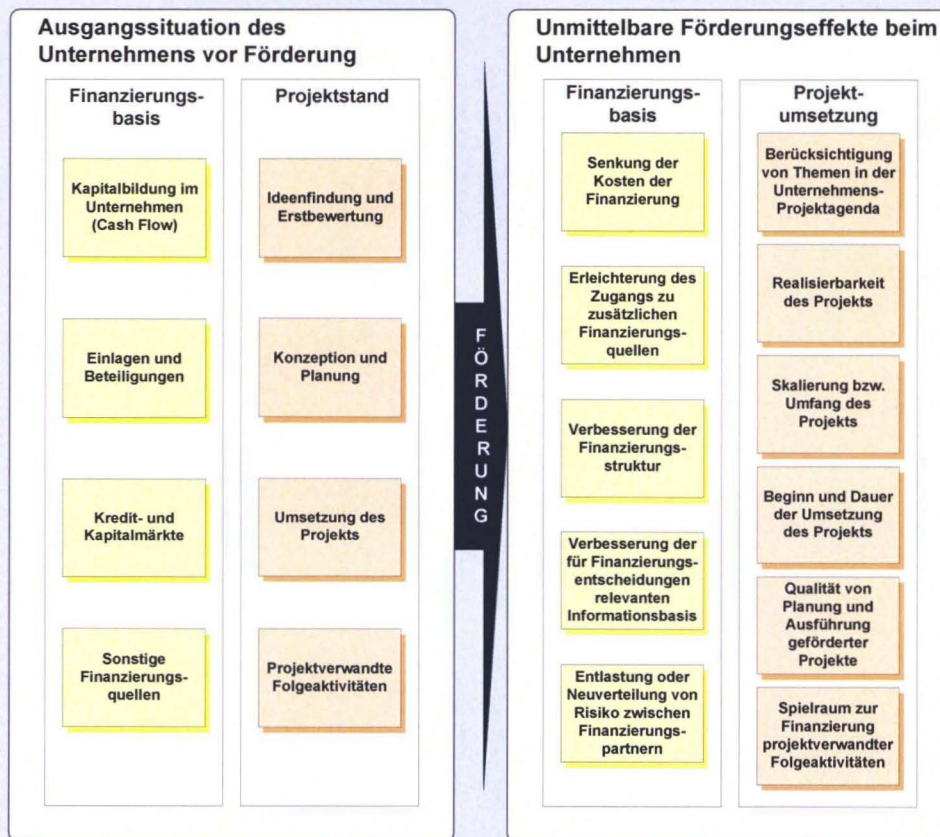 Ausgangssituation des
Unternehmens vor Förderung
Finanzierungs-
basis
Kapitalbildung im
Unternehmen
(Cash Flow)
Einlagen und
Beteiligungen
Kredit- und
Kapitalmärkte
Sonstige
Finanzierungs-
quellen
Projektstand
Ideenfindung und
Erstbewertung
Konzeption und
Planung
Umsetzung des
Projekts
Projektverwandte
Folgeaktivitäten
FÖRDERUNG
Unmittelbare Förderungseffekte beim
Unternehmen
Finanzierungs-
basis
Senkung der
Kosten der
Finanzierung
Erleichterung des
Zugangs zu
zusätzlichen
Finanzierungs-
quellen
Verbesserung der
Finanzierungs-
struktur
Verbesserung der
für Finanzierungs-
entscheidungen
relevanten
Informationsbasis
Entlastung oder
Neuverteilung von
Risiko zwischen
Finanzierungs-
partnern
Projekt-
umsetzung
Berücksichtigung
von Themen in der
Unternehmens-
Projektagenda
Realisierbarkeit
des Projekts
Skalierung bzw.
Umfang des
Projekts
Beginn und Dauer
der Umsetzung
des Projekts
Qualität von
Planung und
Ausführung
geförderter
Projekte
Spielraum zur
Finanzierung
projektverwandter
Folgeaktivitäten